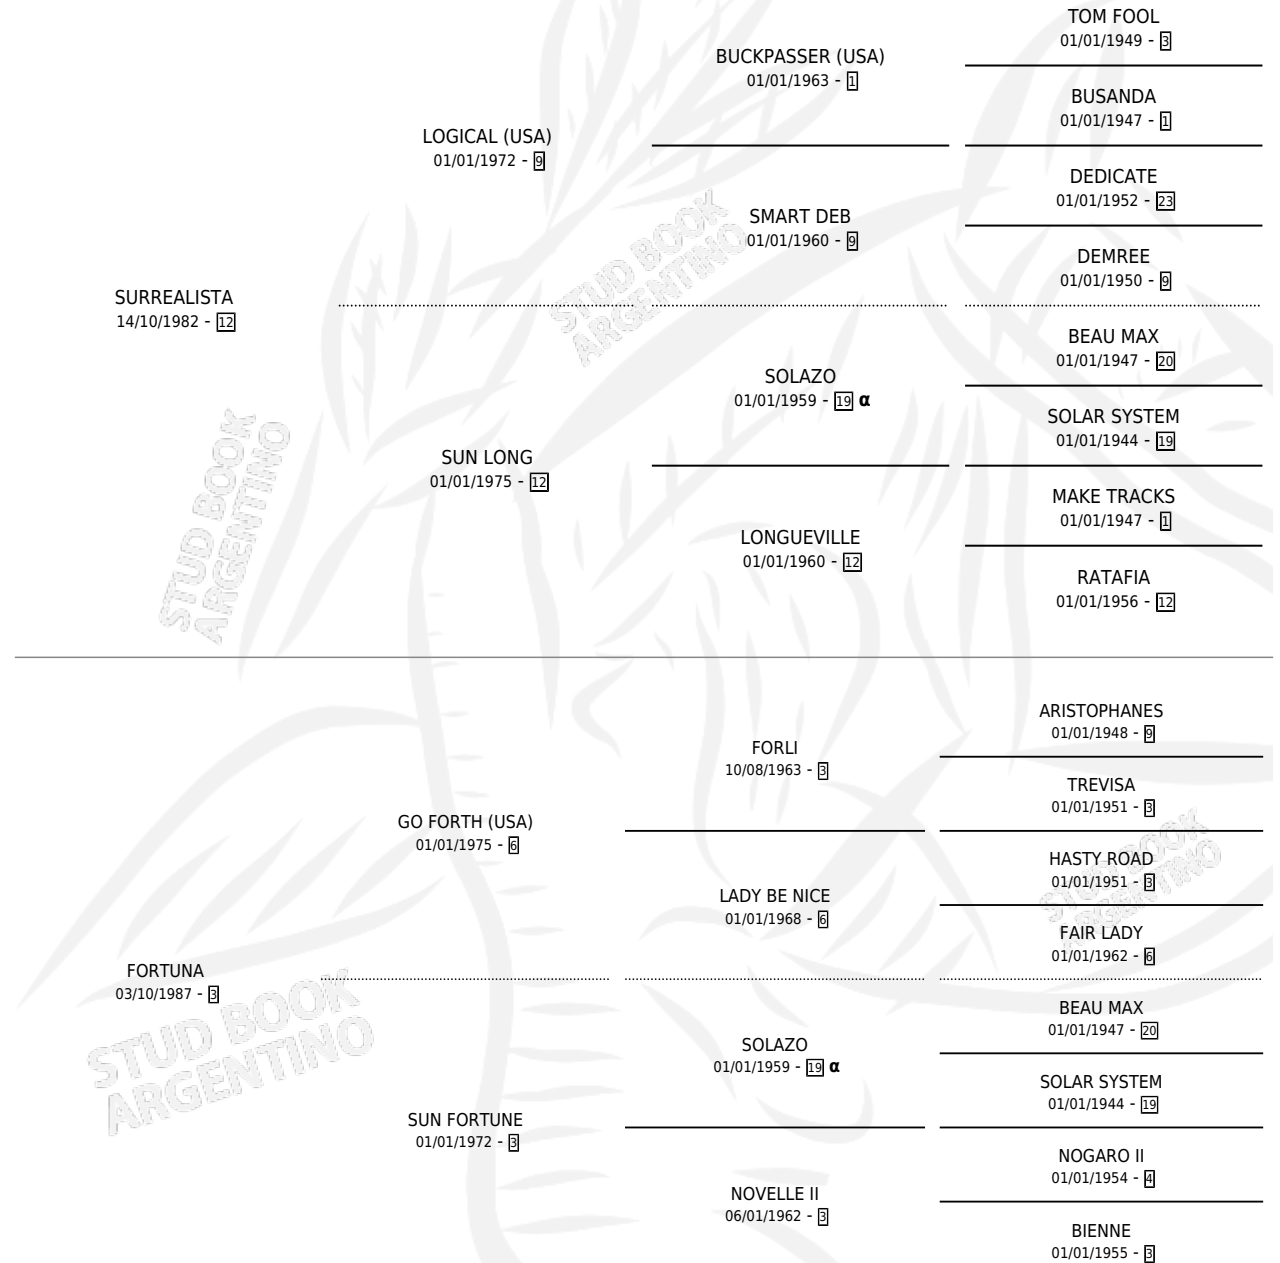 TOM FOOL
01/01/1949 - 3
BUCKPASSER (USA)
01/01/1963 - 1
BUSANDA
01/01/1947 - 1
LOGICAL (USA)
01/01/1972 - 9
DEDICATE
01/01/1952 - 23
SMART DEB
01/01/1960 - 9
DEMREE
01/01/1950 - 9
STUD BOOK
ARGENTINO
SURREALISTA
14/10/1982 - 12
BEAU MAX
01/01/1947 - 20
SOLAZO
01/01/1959 - 19 α
SOLAR SYSTEM
01/01/1944 - 19
SUN LONG
01/01/1975 - 12
MAKE TRACKS
01/01/1947 - 1
LONGUEVILLE
01/01/1960 - 12
RATAFIA
01/01/1956 - 12
STUD BOOK
ARGENTINO
ARISTOPHANES
01/01/1948 - 9
FORLI
10/08/1963 - 3
TREVISA
01/01/1951 - 3
GO FORTH (USA)
01/01/1975 - 6
HASTY ROAD
01/01/1951 - 3
LADY BE NICE
01/01/1968 - 6
FAIR LADY
01/01/1962 - 6
STUD BOOK
ARGENTINO
FORTUNA
03/10/1987 - 3
BEAU MAX
01/01/1947 - 20
SOLAZO
01/01/1959 - 19 α
SOLAR SYSTEM
01/01/1944 - 19
STUD BOOK
ARGENTINO
SUN FORTUNE
01/01/1972 - 3
NOGARO II
01/01/1954 - 4
NOVELLE II
06/01/1962 - 3
BIENNE
01/01/1955 - 3